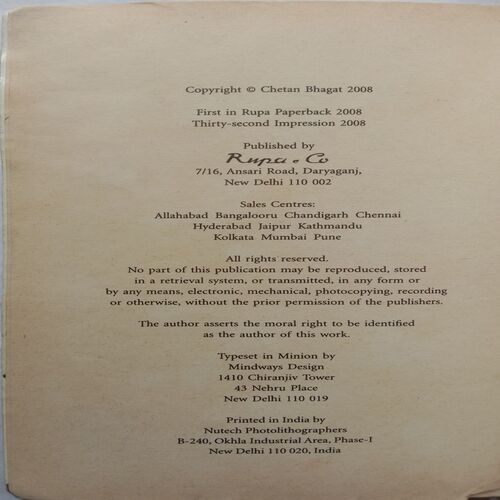 Copyright © Chetan Bhagat 2008
First in Rupa Paperback 2008
Thirty-second Impression 2008
Published by
Rupa & Co
7/16, Ansari Road, Daryaganj,
New Delhi 110 002
Sales Centres:
Allahabad Bangalooru Chandigarh Chennai
Hyderabad Jaipur Kathmandu
Kolkata Mumbai Pune
All rights reserved.
No part of this publication may be reproduced, stored
in a retrieval system, or transmitted, in any form or
by any means, electronic, mechanical, photocopying, recording
or otherwise, without the prior permission of the publishers.
The author asserts the moral right to be identified
as the author of this work.
Typeset in Minion by
Mindways Design
1410 Chiranjiv Tower
43 Nehru Place
New Delhi 110 019
Printed in India by
Nutech Photolithographers
B-240, Okhla Industrial Area, Phase-I
New Delhi 110 020, India